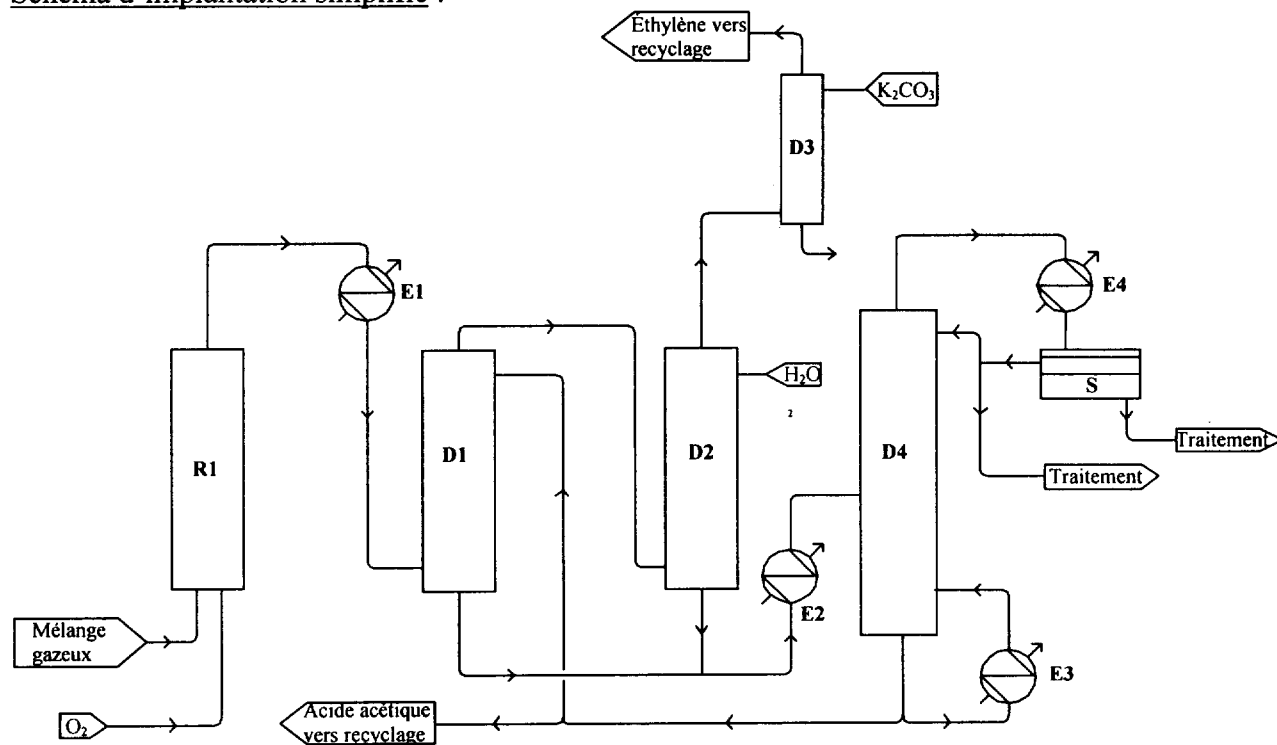 Schéma d'implantation simplifié :
Éthylène vers
recyclage
K₂CO₃
D3
E1
E4
H₂O
2
S
Traitement
R1
D1
D2
D4
Traitement
E2
Mélange
gazeux
E3
Acide acétique
vers recyclage
O₂